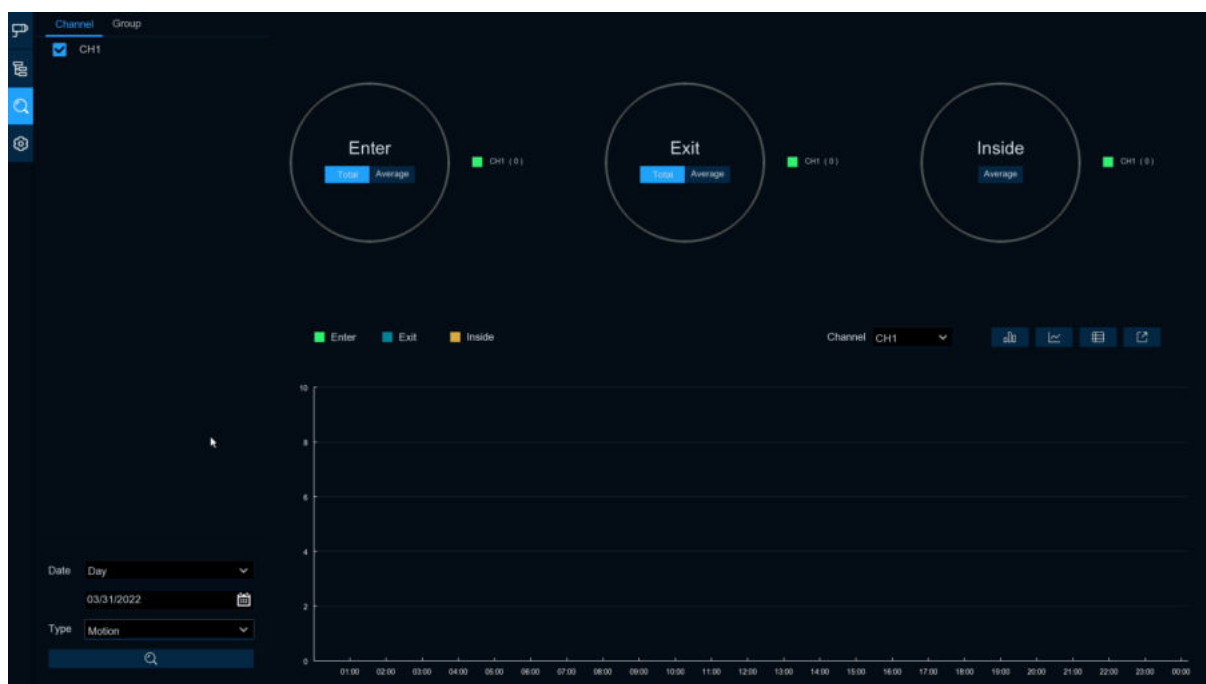 Channel Group
CH1
Enter
Total Average
CH1 ( 0 )
Exit
Total Average
CH1 ( 0 )
Inside
Average
CH1 ( 0 )
Enter Exit Inside
Channel CH1
10
8
6
4
2
0
01:00 02:00 03:00 04:00 05:00 06:00 07:00 08:00 09:00 10:00 11:00 12:00 13:00 14:00 15:00 16:00 17:00 18:00 19:00 20:00 21:00 22:00 23:00 00:00
Date Day
03/31/2022
Type Motion